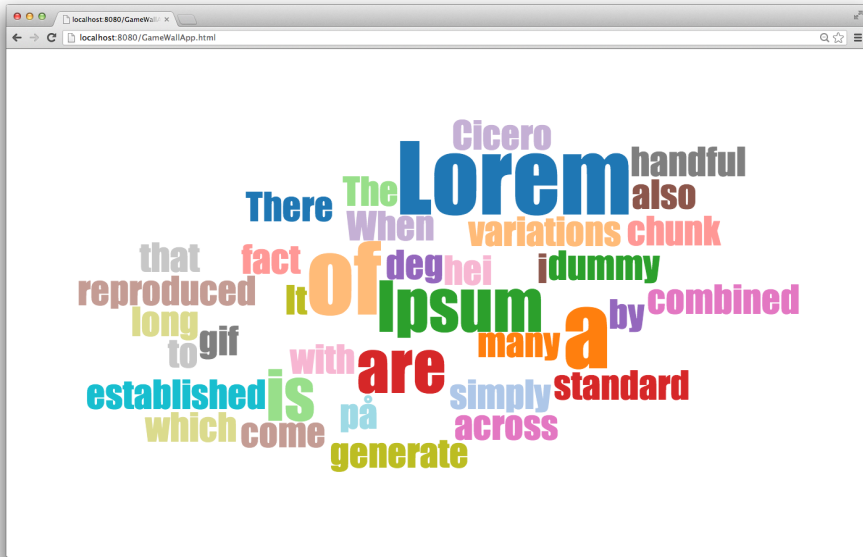 localhost:8080/GameWall
localhost:8080/GameWallApp.html
Cicero
Lorem
handful
The
There
also
When
variations
chunk
that
fact
of
deg
hei
i
dummy
reproduced
It
Ipsum
combined
long
a
by
gif
many
to
with
are
established
is
simply
standard
på
which
come
across
generate